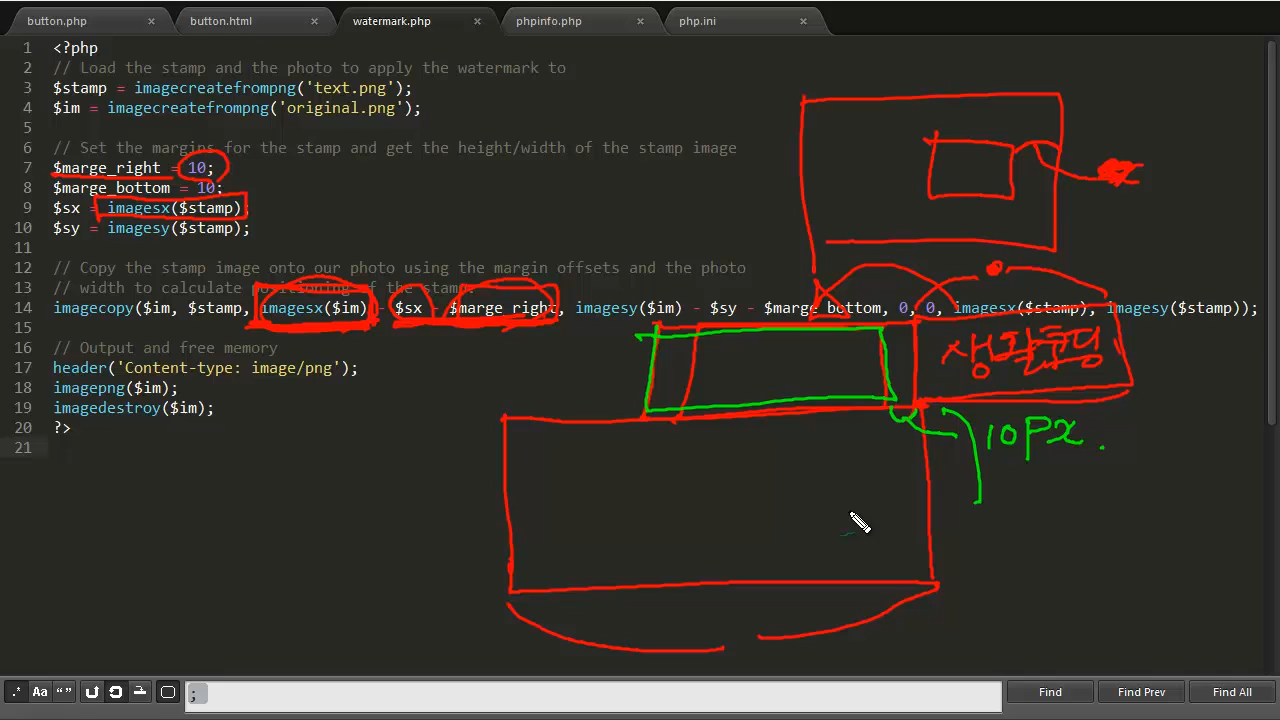 button.php × button.html × watermark.php × phpinfo.php × php.ini ×
1 <?php
2 // Load the stamp and the photo to apply the watermark to
3 $stamp = imagecreatefrompng('text.png');
4 $im = imagecreatefrompng('original.png');
5
6 // Set the margins for the stamp and get the height/width of the stamp image
7 $marge_right = 10;
8 $marge_bottom = 10;
9 $sx = imagesx($stamp);
10 $sy = imagesy($stamp);
11
12 // Copy the stamp image onto our photo using the margin offsets and the photo
13 // width to calculate positioning of the stamp.
14 imagecopy($im, $stamp, imagesx($im) - $sx - $marge_right, imagesy($im) - $sy - $marge_bottom, 0, 0, imagesx($stamp), imagesy($stamp));
15
16 // Output and free memory
17 header('Content-type: image/png');
18 imagepng($im);
19 imagedestroy($im);
20 ?>
21
생활코딩
10PX.
.* Aa “” ; Find Find Prev Find All